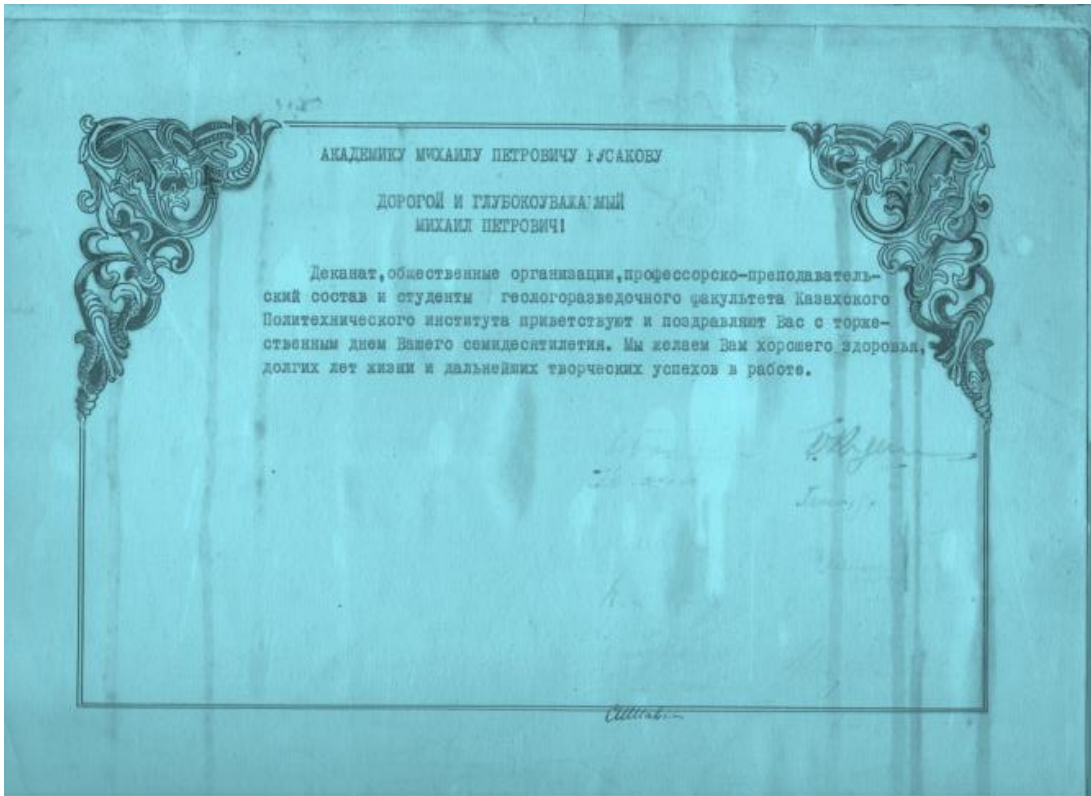 АКАДЕМИКУ МИХАИЛУ ПЕТРОВИЧУ РУСАКОВУ
ДОРОГОЙ И ГЛУБОКОУВАЖАЕМЫЙ
МИХАИЛ ПЕТРОВИЧ!
Деканат, общественные организации, профессорско-преподаватель-
ский состав и студенты геологоразведочного факультета Казахского
Политехнического института приветствуют и поздравляют Вас с торже-
ственным днем Вашего семидесятилетия. Мы желаем Вам хорошего здоровья,
долгих лет жизни и дальнейших творческих успехов в работе.